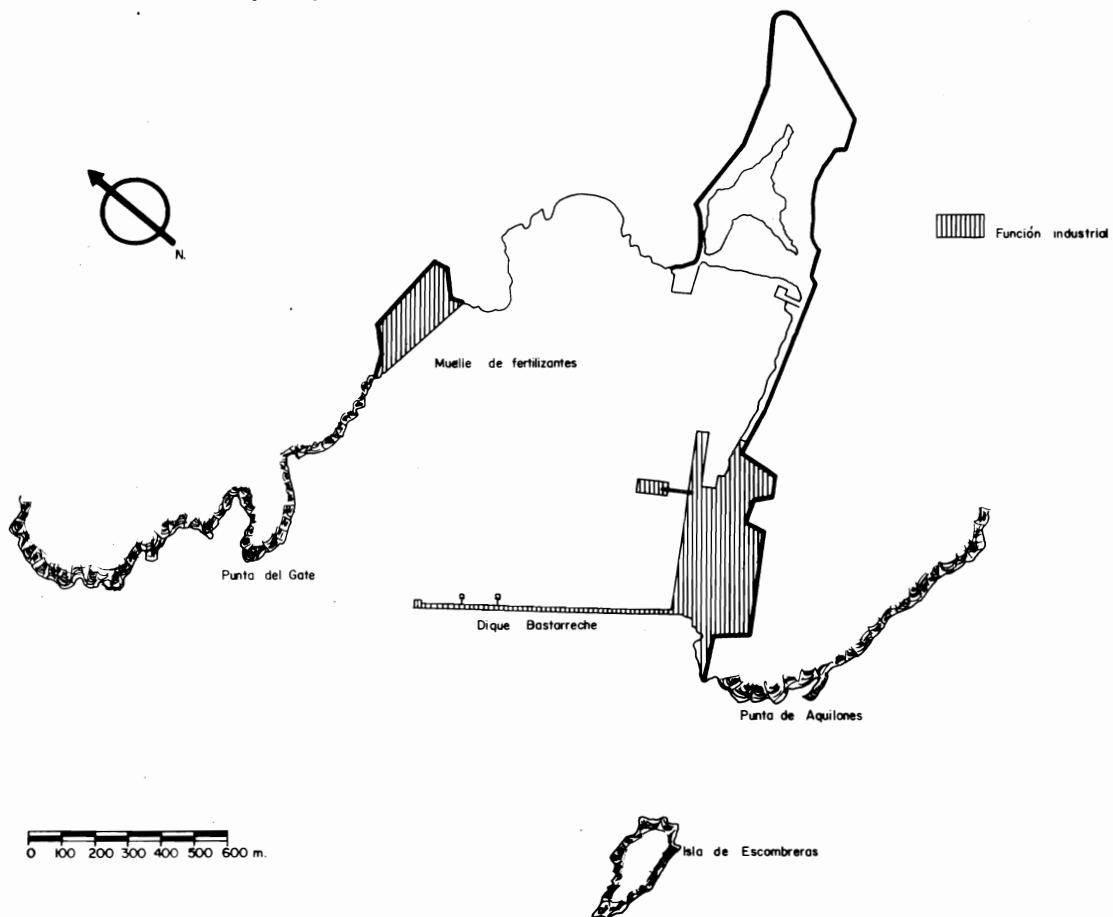 N.
Función industrial
Muelle de fertilizantes
Punta del Gate
Dique Bastarreche
Punta de Aquilones
0 100 200 300 400 500 600 m.
Isla de Escombreras